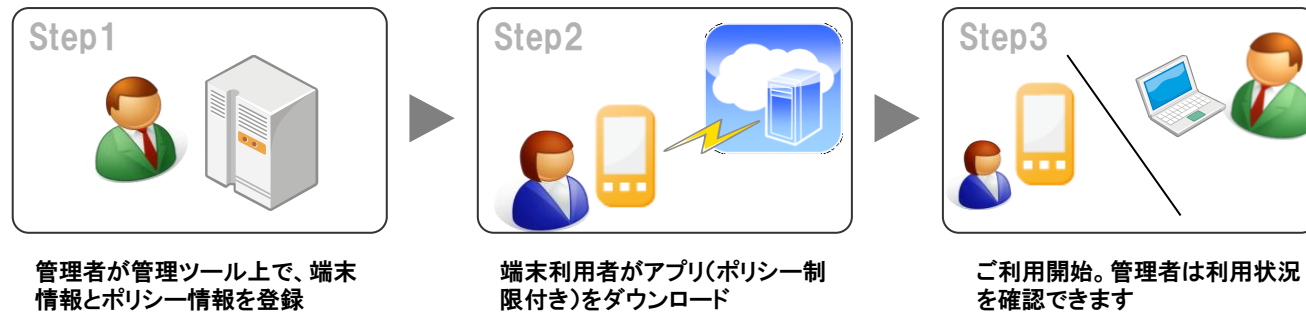 Step1
Step2
Step3
管理者が管理ツール上で、端末
情報とポリシー情報を登録
端末利用者がアプリ(ポリシー制
限付き)をダウンロード
ご利用開始。管理者は利用状況
を確認できます